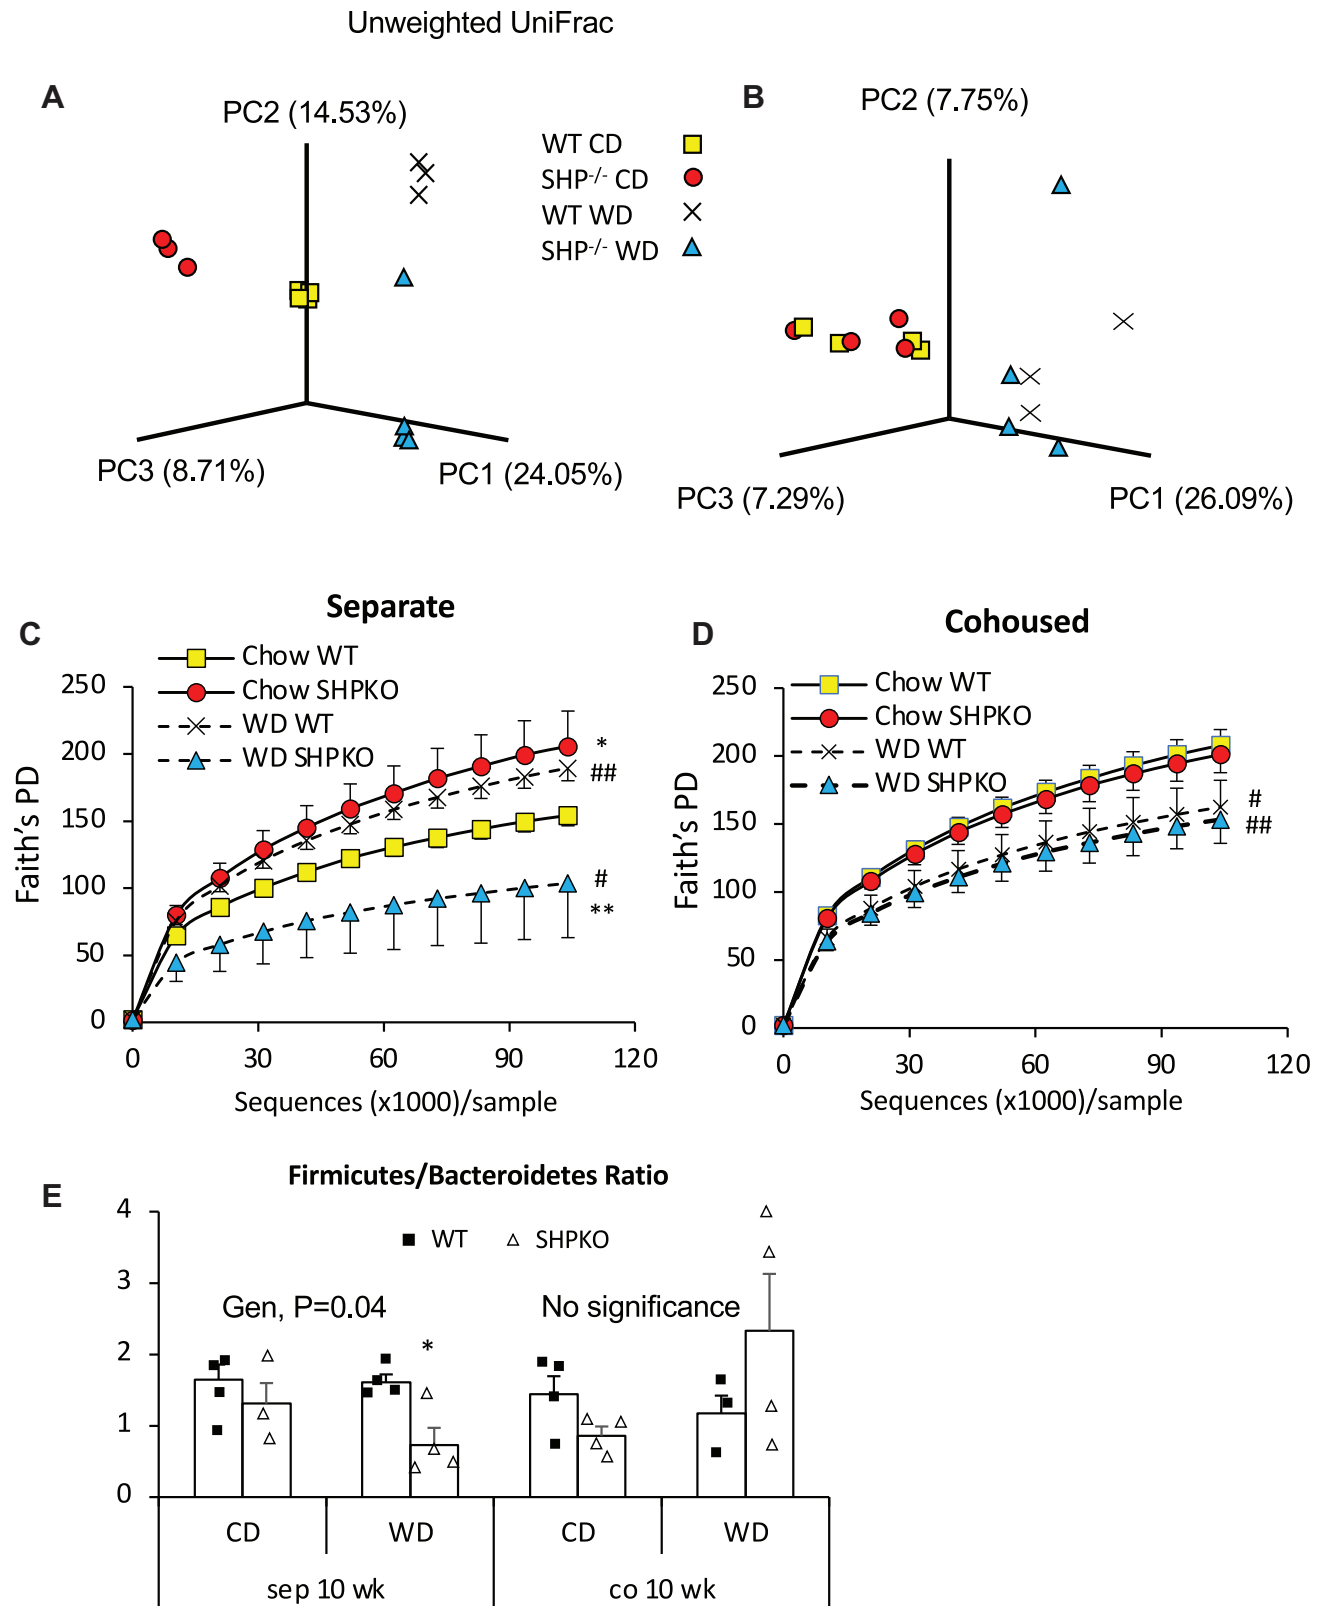 Unweighted UniFrac
A
PC2 (14.53%)
PC3 (8.71%)
PC1 (24.05%)
WT CD
SHP-/- CD
WT WD
SHP-/- WD
B
PC2 (7.75%)
PC3 (7.29%)
PC1 (26.09%)
C
Separate
Chow WT
Chow SHPKO
WD WT
WD SHPKO
Faith's PD
250
200
150
100
50
0
*
##
#
**
0 30 60 90 120
Sequences (x1000)/sample
D
Cohoused
Chow WT
Chow SHPKO
WD WT
WD SHPKO
Faith's PD
250
200
150
100
50
0
#
##
0 30 60 90 120
Sequences (x1000)/sample
E
Firmicutes/Bacteroidetes Ratio
WT SHPKO
4
3
2
1
0
Gen, P=0.04
*
No significance
CD WD CD WD
sep 10 wk co 10 wk